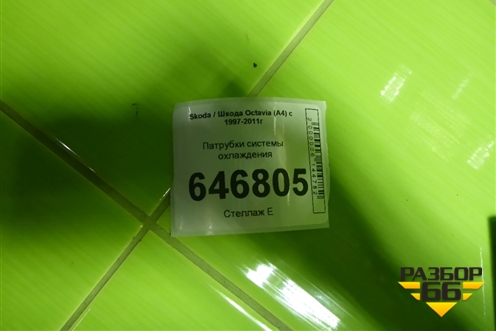 Skoda / Шкода Octavia (A4) с
1997-2011г
Патрубки системы
охлаждения
646805
Стеллаж Е
РАЗБОР
66